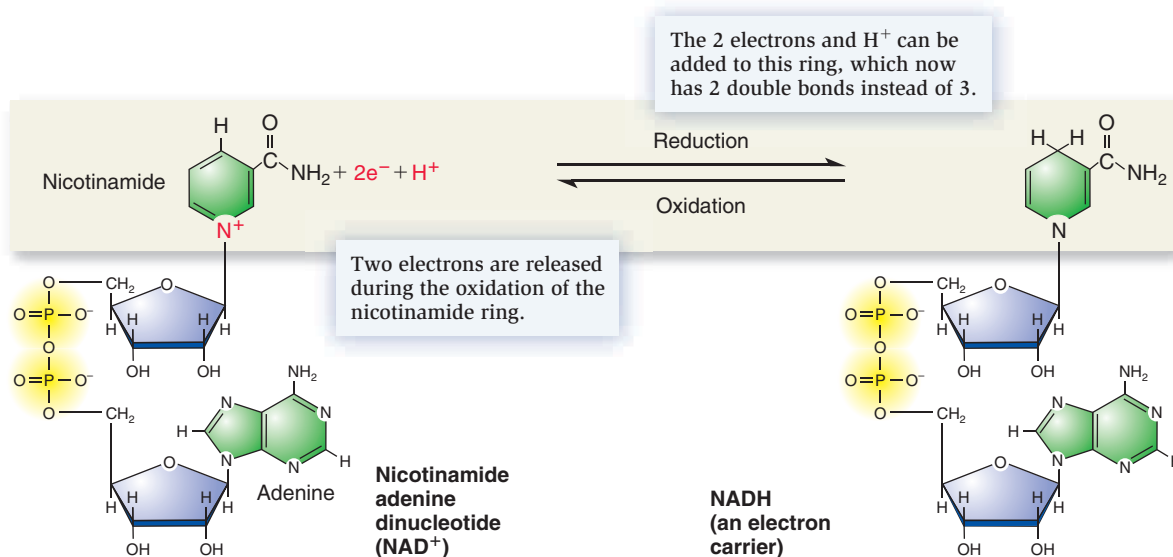 The 2 electrons and H+ can be
added to this ring, which now
has 2 double bonds instead of 3.
H
O
C
NH2 + 2e− + H+
Nicotinamide
N+
Reduction
Oxidation
H H
O
C
NH2
N
Two electrons are released
during the oxidation of the
nicotinamide ring.
O
CH2
O
O=P—O−
H
H
H
H
O
OH
OH
O=P—O−
O
CH2
NH2
N
N
H
N
N
H
Adenine
O
H
H
H
H
OH
OH
Nicotinamide
adenine
dinucleotide
(NAD+)
O
CH2
O
O=P—O−
H
H
H
H
O
OH
OH
O=P—O−
O
CH2
NH2
N
N
H
N
N
H
O
H
H
H
H
OH
OH
NADH
(an electron
carrier)